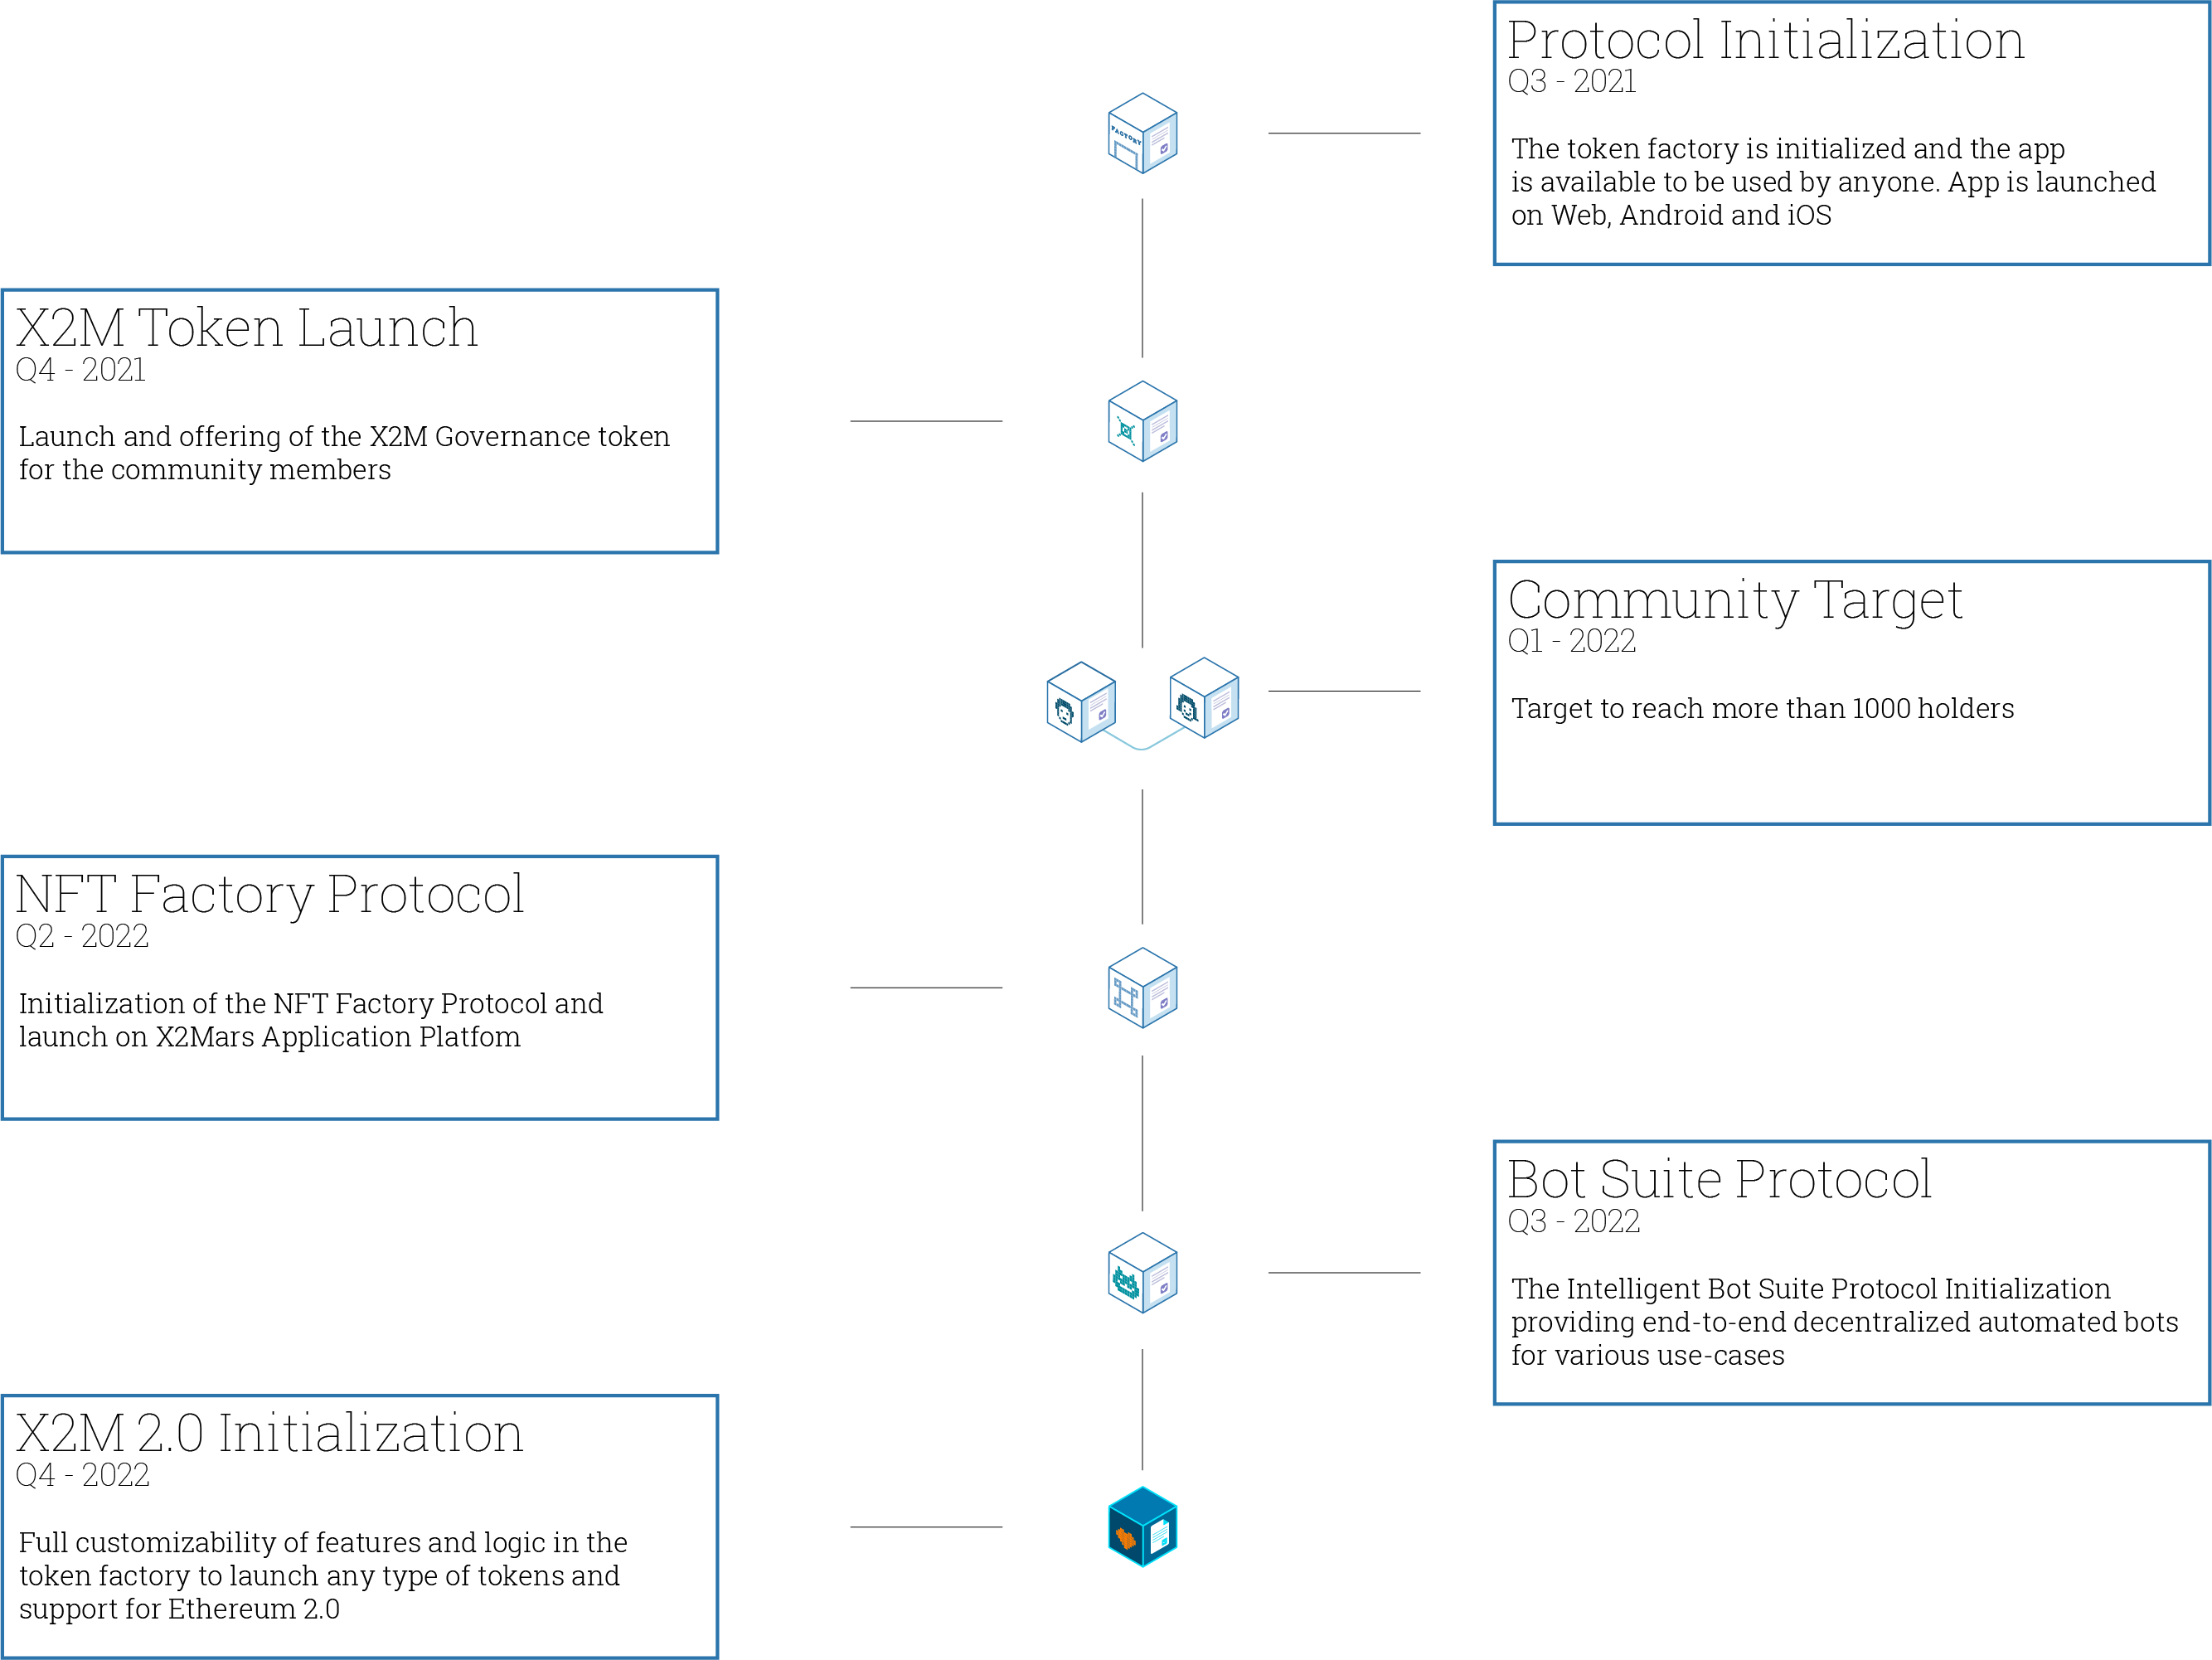 Protocol Initialization
Q3 - 2021
The token factory is initialized and the app
is available to be used by anyone. App is launched
on Web, Android and iOS
FACTORY
X2M Token Launch
Q4 - 2021
Launch and offering of the X2M Governance token
for the community members
Community Target
Q1 - 2022
Target to reach more than 1000 holders
NFT Factory Protocol
Q2 - 2022
Initialization of the NFT Factory Protocol and
launch on X2Mars Application Platfom
Bot Suite Protocol
Q3 - 2022
The Intelligent Bot Suite Protocol Initialization
providing end-to-end decentralized automated bots
for various use-cases
X2M 2.0 Initialization
Q4 - 2022
Full customizability of features and logic in the
token factory to launch any type of tokens and
support for Ethereum 2.0